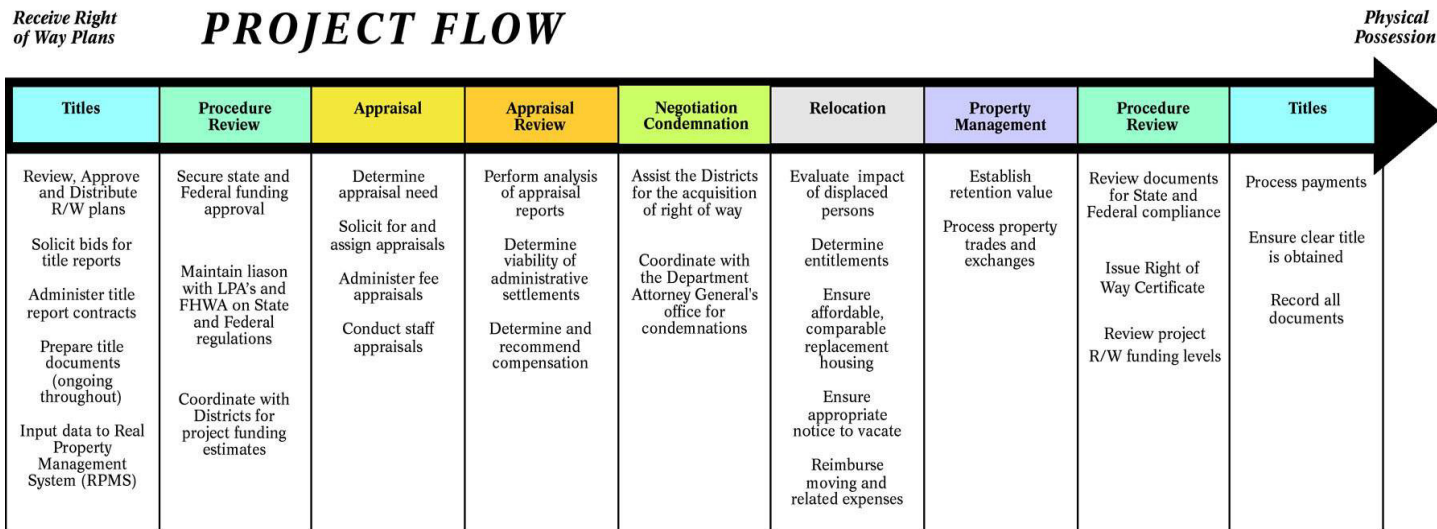 Receive Right
of Way Plans
PROJECT FLOW
Physical
Possession
Titles
Review, Approve
and Distribute
R/W plans
Solicit bids for
title reports
Administer title
report contracts
Prepare title
documents
(ongoing
throughout)
Input data to Real
Property
Management
System (RPMS)
Procedure
Review
Secure state and
Federal funding
approval
Maintain liason
with LPA's and
FHWA on State
and Federal
regulations
Coordinate with
Districts for
project funding
estimates
Appraisal
Determine
appraisal need
Solicit for and
assign appraisals
Administer fee
appraisals
Conduct staff
appraisals
Appraisal
Review
Perform analysis
of appraisal
reports
Determine
viability of
administrative
settlements
Determine and
recommend
compensation
Negotiation
Condemnation
Assist the Districts
for the acquisition
of right of way
Coordinate with
the Department
Attorney General's
office for
condemnations
Relocation
Evaluate impact
of displaced
persons
Determine
entitlements
Ensure
affordable,
comparable
replacement
housing
Ensure
appropriate
notice to vacate
Reimburse
moving and
related expenses
Property
Management
Establish
retention value
Process property
trades and
exchanges
Procedure
Review
Review documents
for State and
Federal compliance
Issue Right of
Way Certificate
Review project
R/W funding levels
Titles
Process payments
Ensure clear title
is obtained
Record all
documents